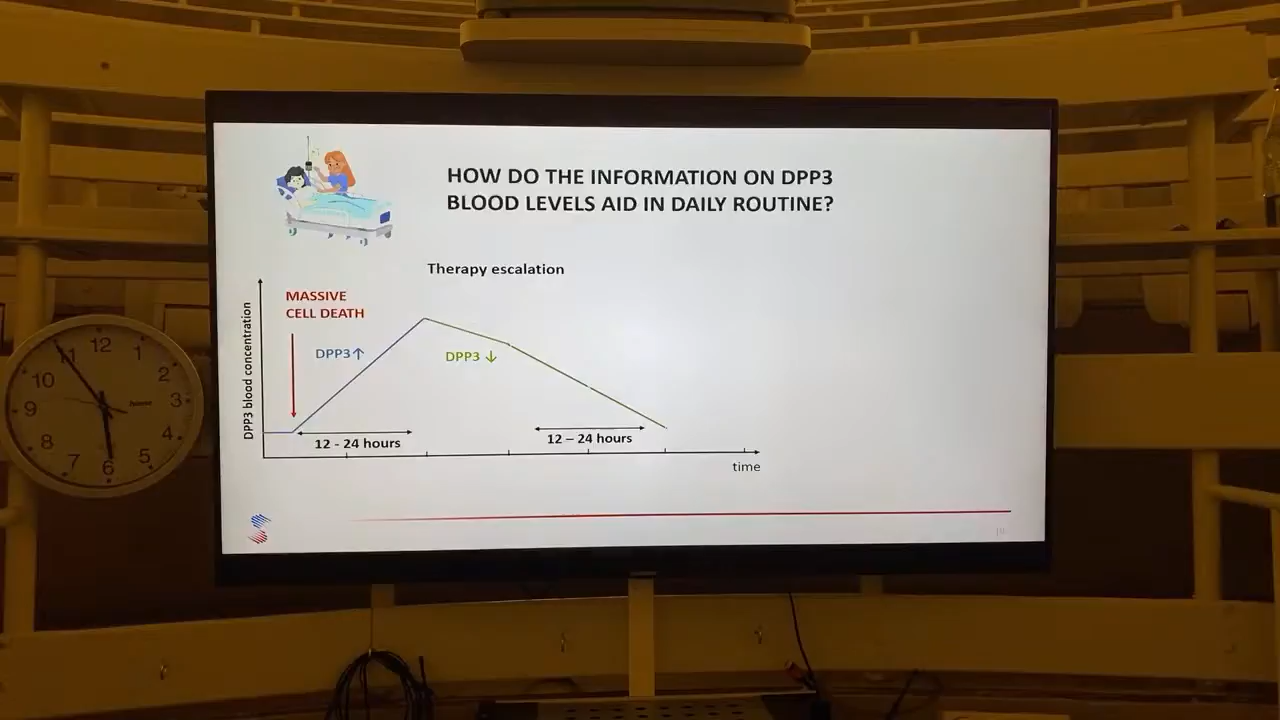 HOW DO THE INFORMATION ON DPP3
BLOOD LEVELS AID IN DAILY ROUTINE?
Therapy escalation
MASSIVE
CELL DEATH
DPP3↑
DPP3 ↓
DPP3 blood concentration
12 - 24 hours
12 – 24 hours
time
12
1
2
3
4
5
6
7
8
9
10
11